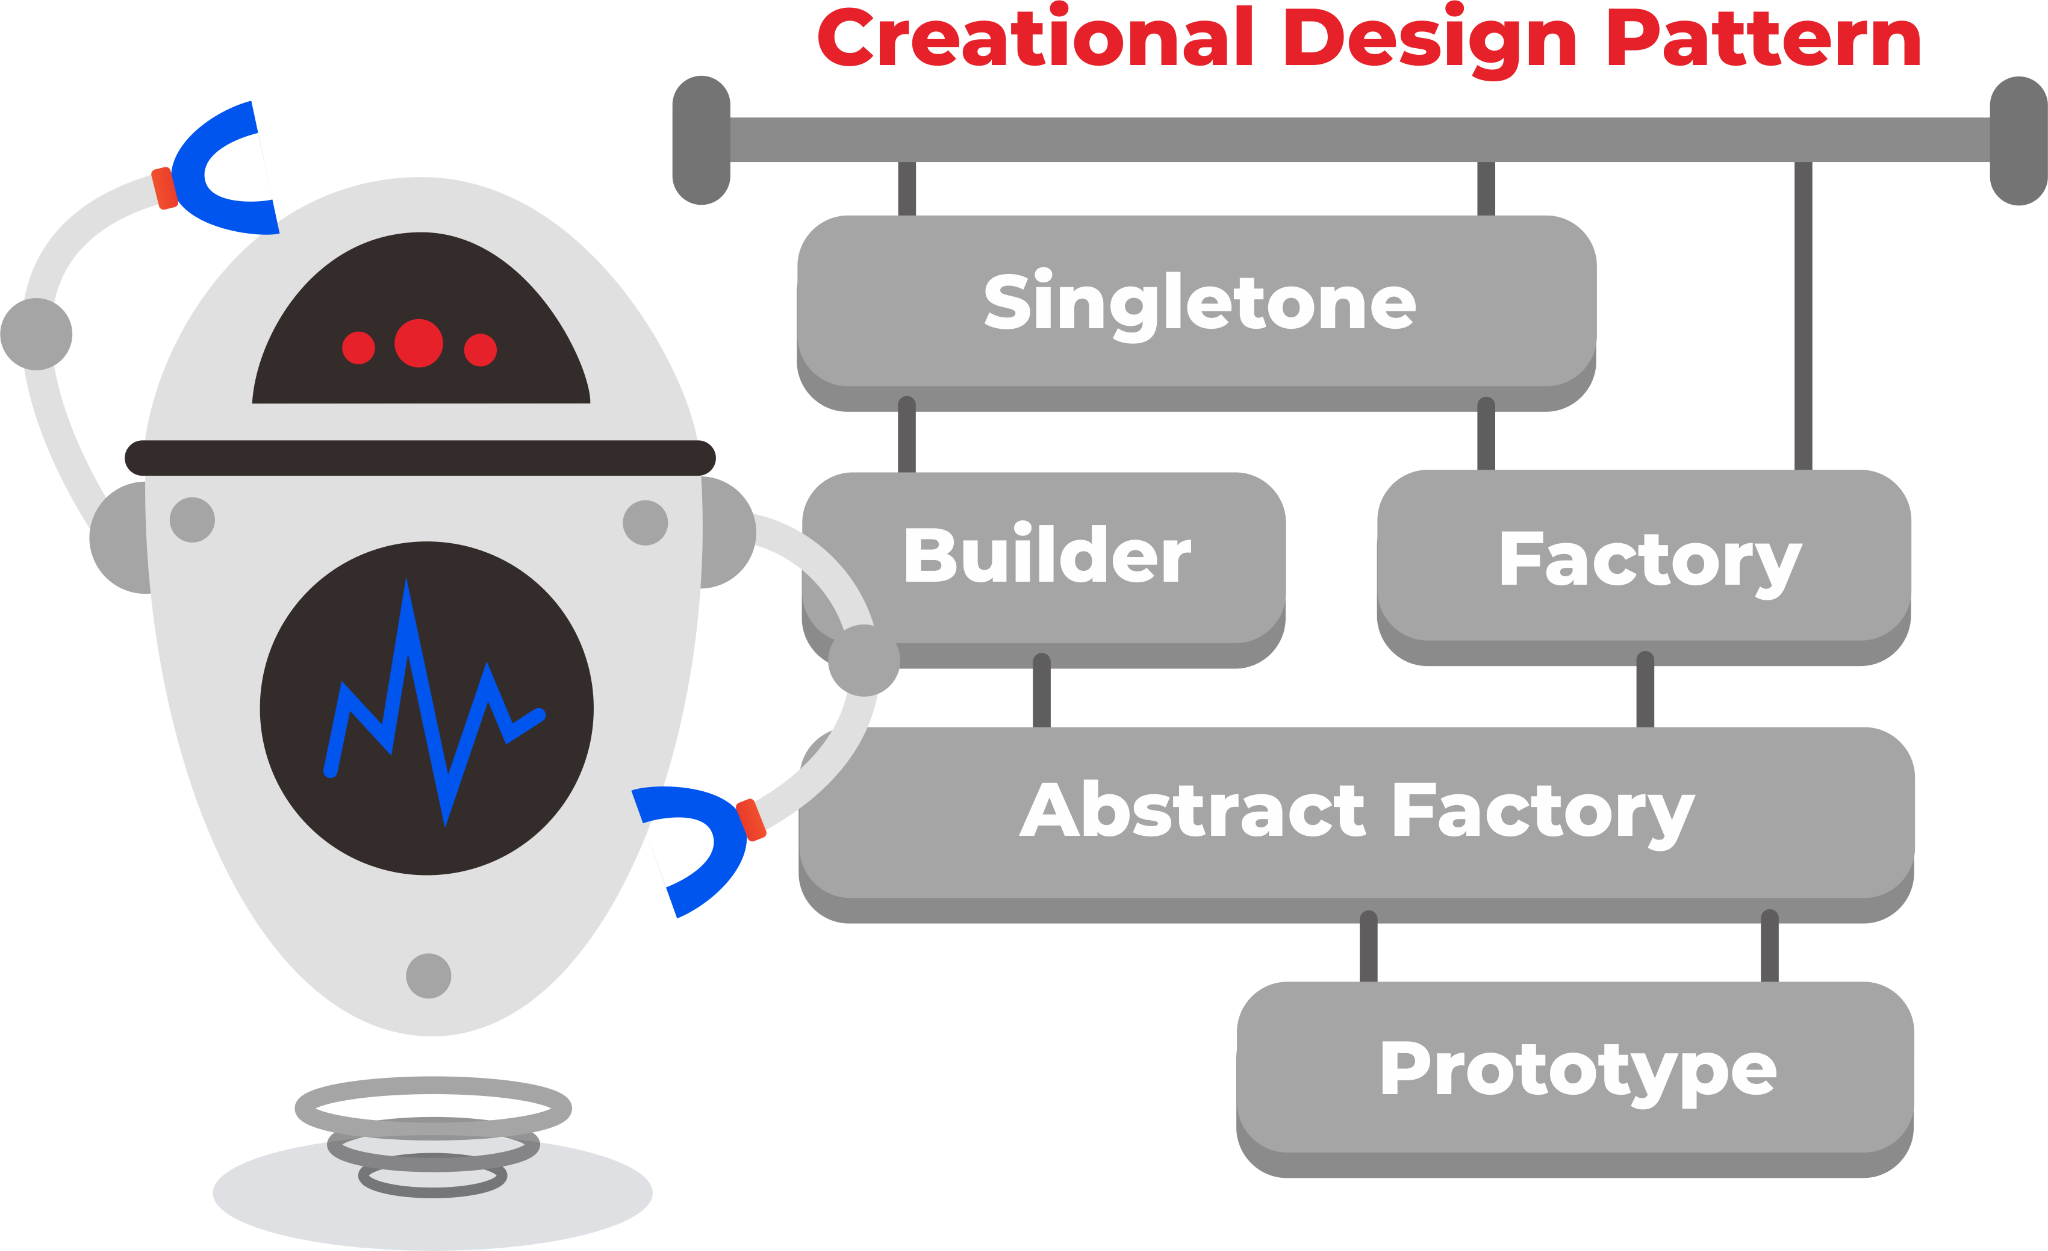 Creational Design Pattern
Singletone
Builder
Factory
Abstract Factory
Prototype